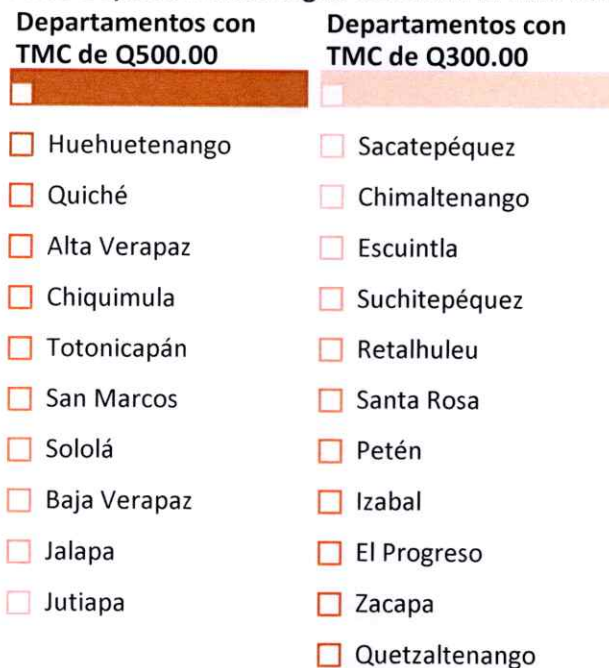 Departamentos con
TMC de Q500.00
Huehuetenango
Quiché
Alta Verapaz
Chiquimula
Totonicapán
San Marcos
Sololá
Baja Verapaz
Jalapa
Jutiapa
Departamentos con
TMC de Q300.00
Sacatepéquez
Chimaltenango
Escuintla
Suchitepéquez
Retalhuleu
Santa Rosa
Petén
Izabal
El Progreso
Zacapa
Quetzaltenango